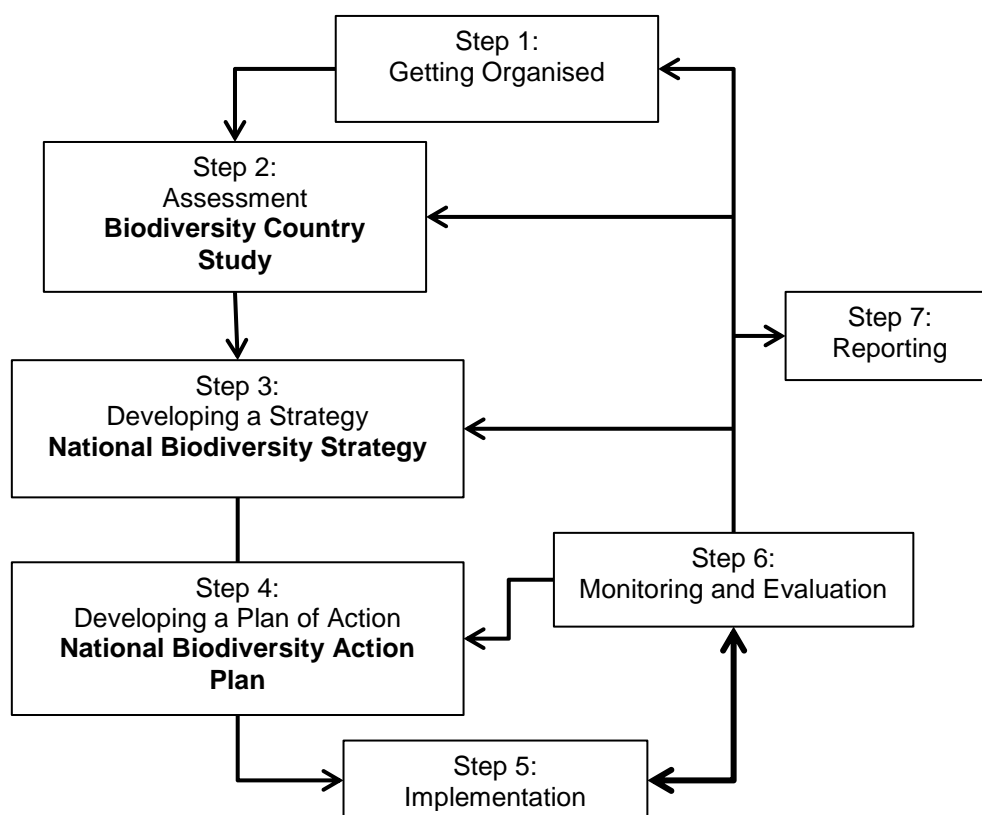 Step 1:
Getting Organised
Step 2:
Assessment
Biodiversity Country
Study
Step 3:
Developing a Strategy
National Biodiversity Strategy
Step 4:
Developing a Plan of Action
National Biodiversity Action
Plan
Step 5:
Implementation
Step 6:
Monitoring and Evaluation
Step 7:
Reporting